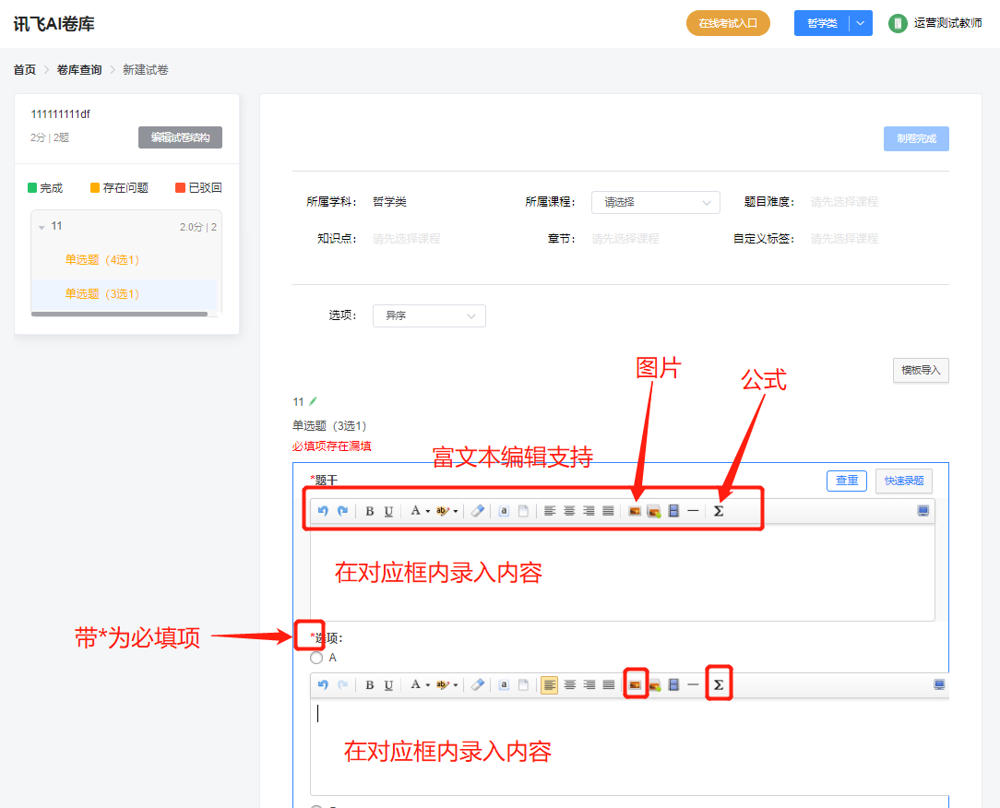 讯飞AI卷库
在线考试入口
哲学类
运营测试教师
首页 > 卷库查询 > 新建试卷
111111111df
2分 | 2题
编辑试卷结构
制卷完成
完成 存在问题 已驳回
11 2.0分 | 2
单选题（4选1）
单选题（3选1）
所属学科： 哲学类 所属课程： 请选择 题目难度： 请先选择课程
知识点： 请先选择课程 章节： 请先选择课程 自定义标签： 请先选择课程
选项： 异序
模板导入
图片
公式
11
单选题（3选1）
必填项存在漏填
富文本编辑支持
*题干
查重
快速录题
B U A ab a Σ
在对应框内录入内容
带*为必填项
*选项：
A
B U A ab a Σ
在对应框内录入内容